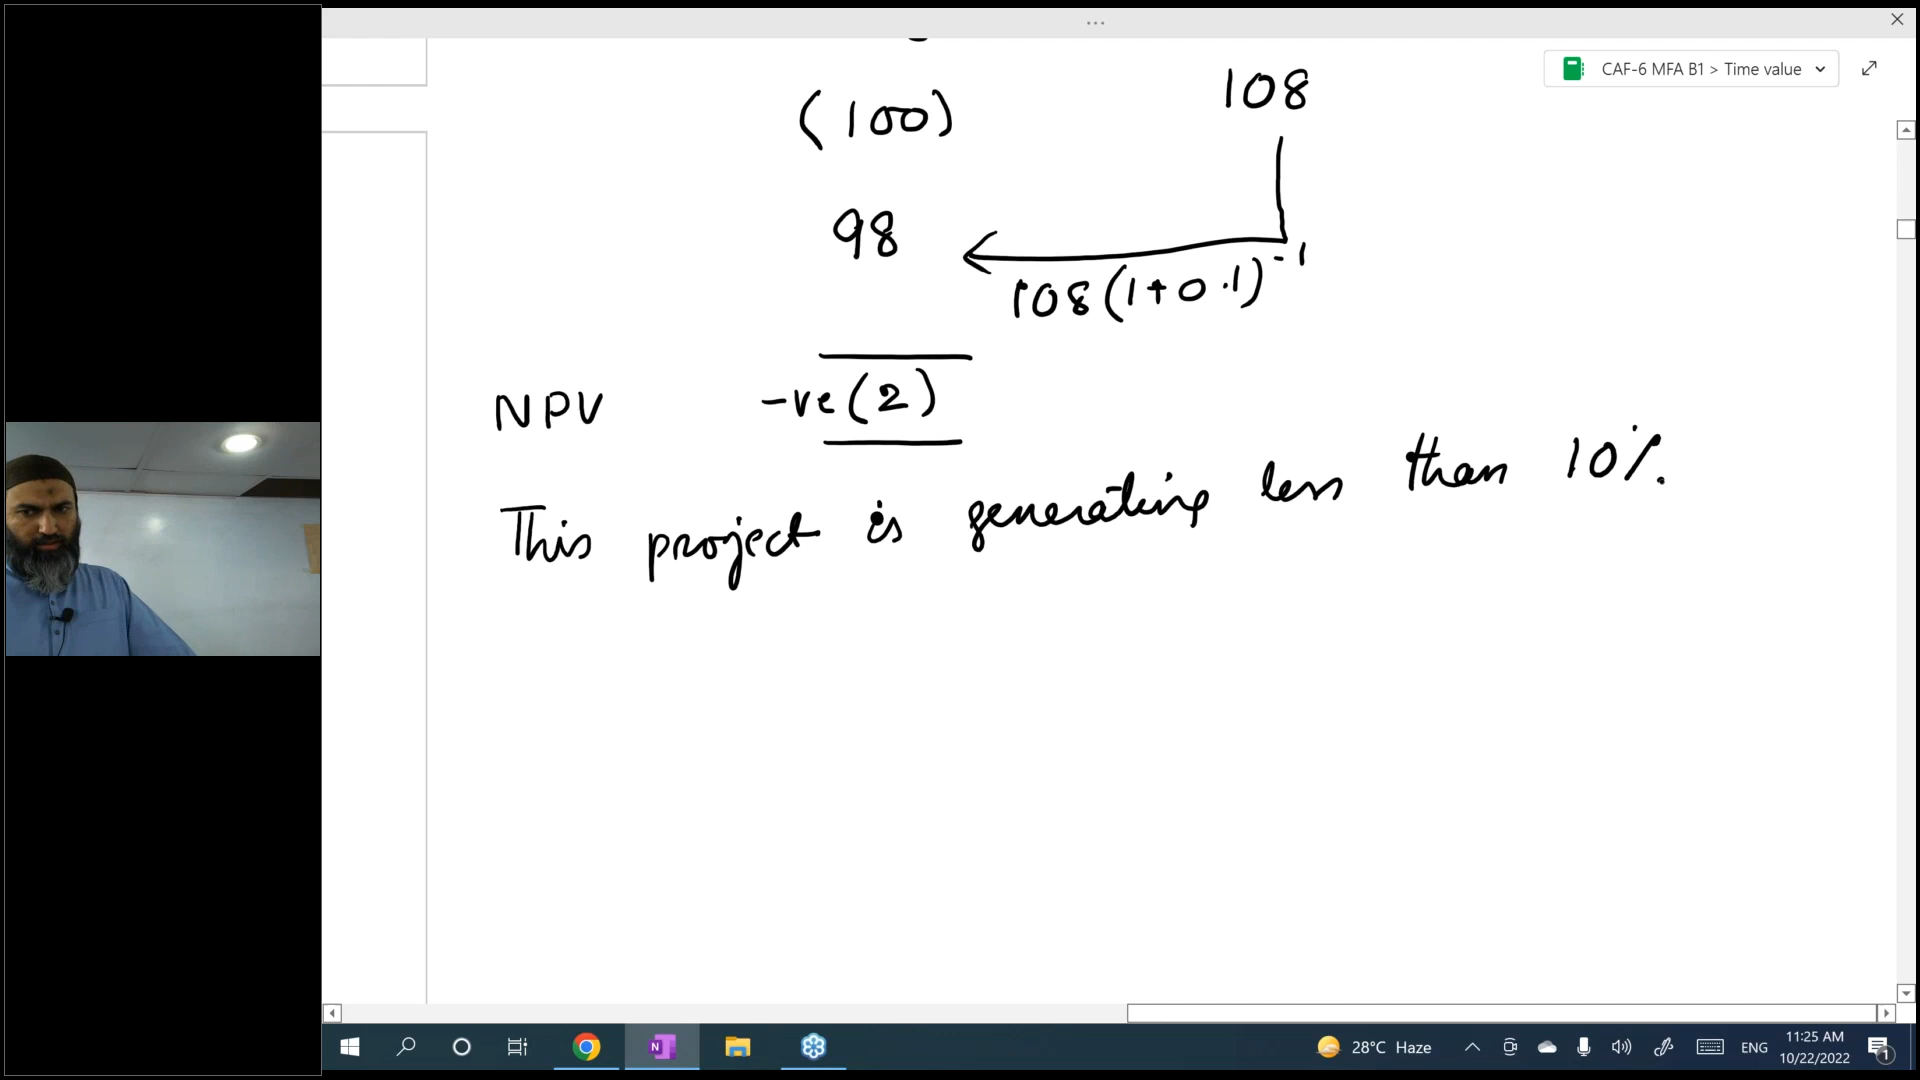 ...
CAF-6 MFA B1 > Time value
108
(100)
98
108(1+0.1)⁻¹
NPV -ve (2)
This project is generating less than 10%.
N
28°C Haze
ENG
11:25 AM
10/22/2022
1